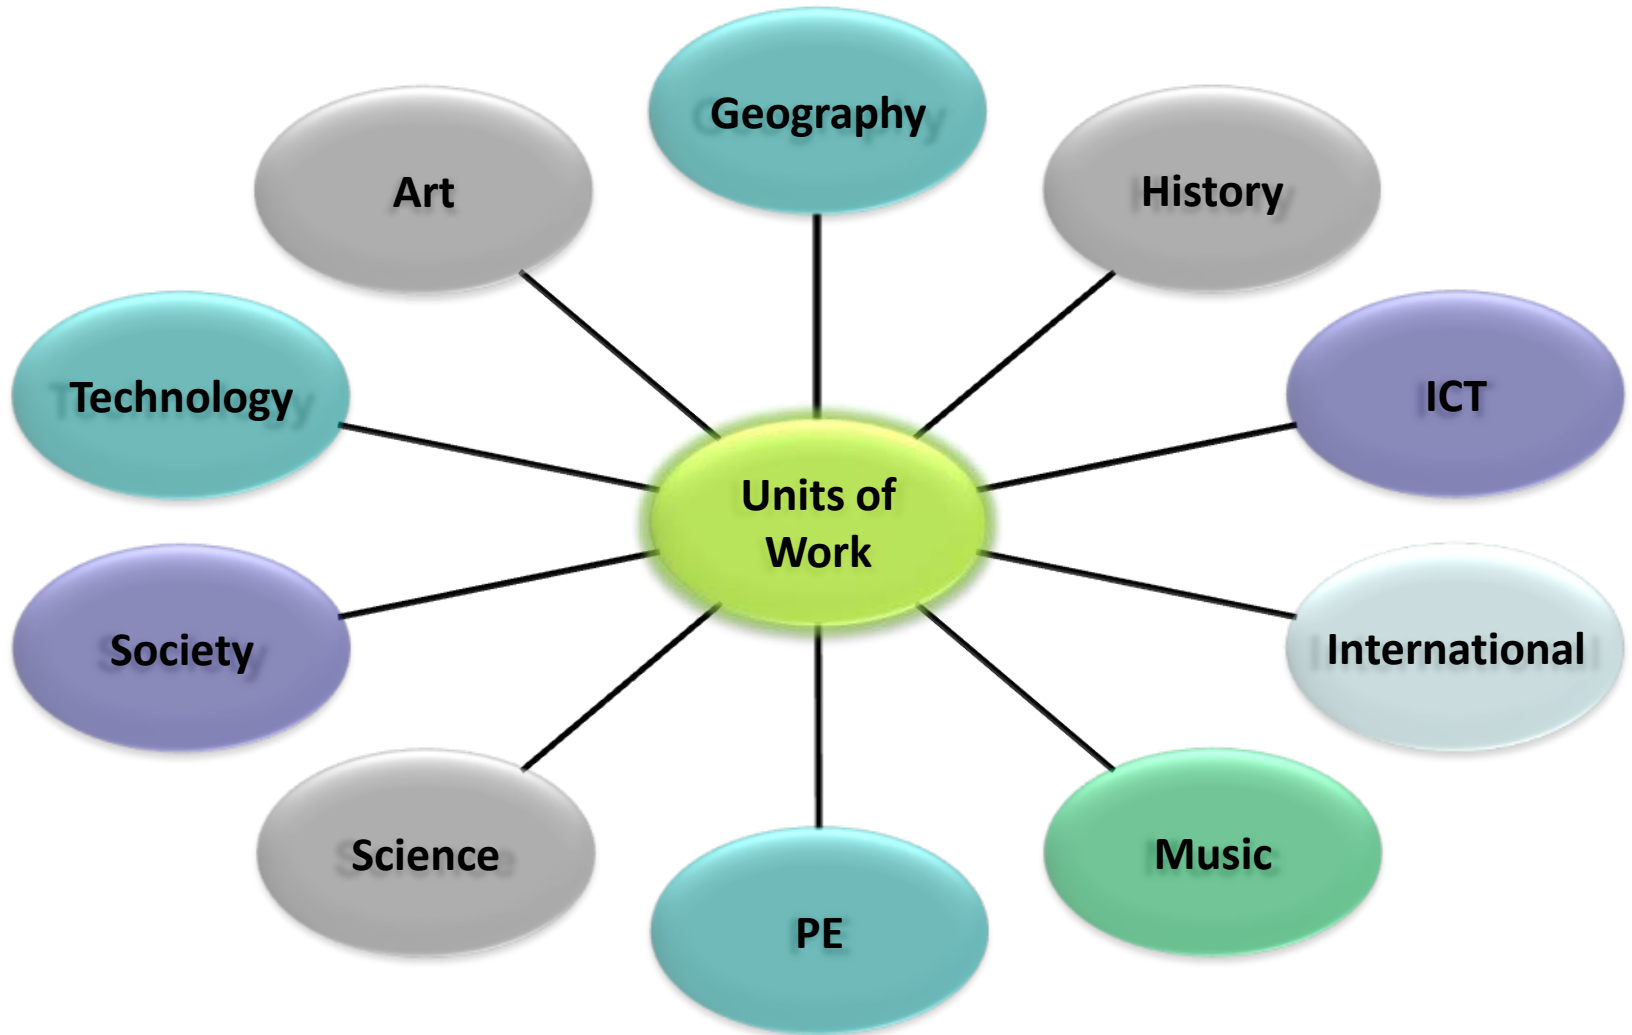 Geography
Art
History
Technology
ICT
Units of
Work
Society
International
Science
Music
PE